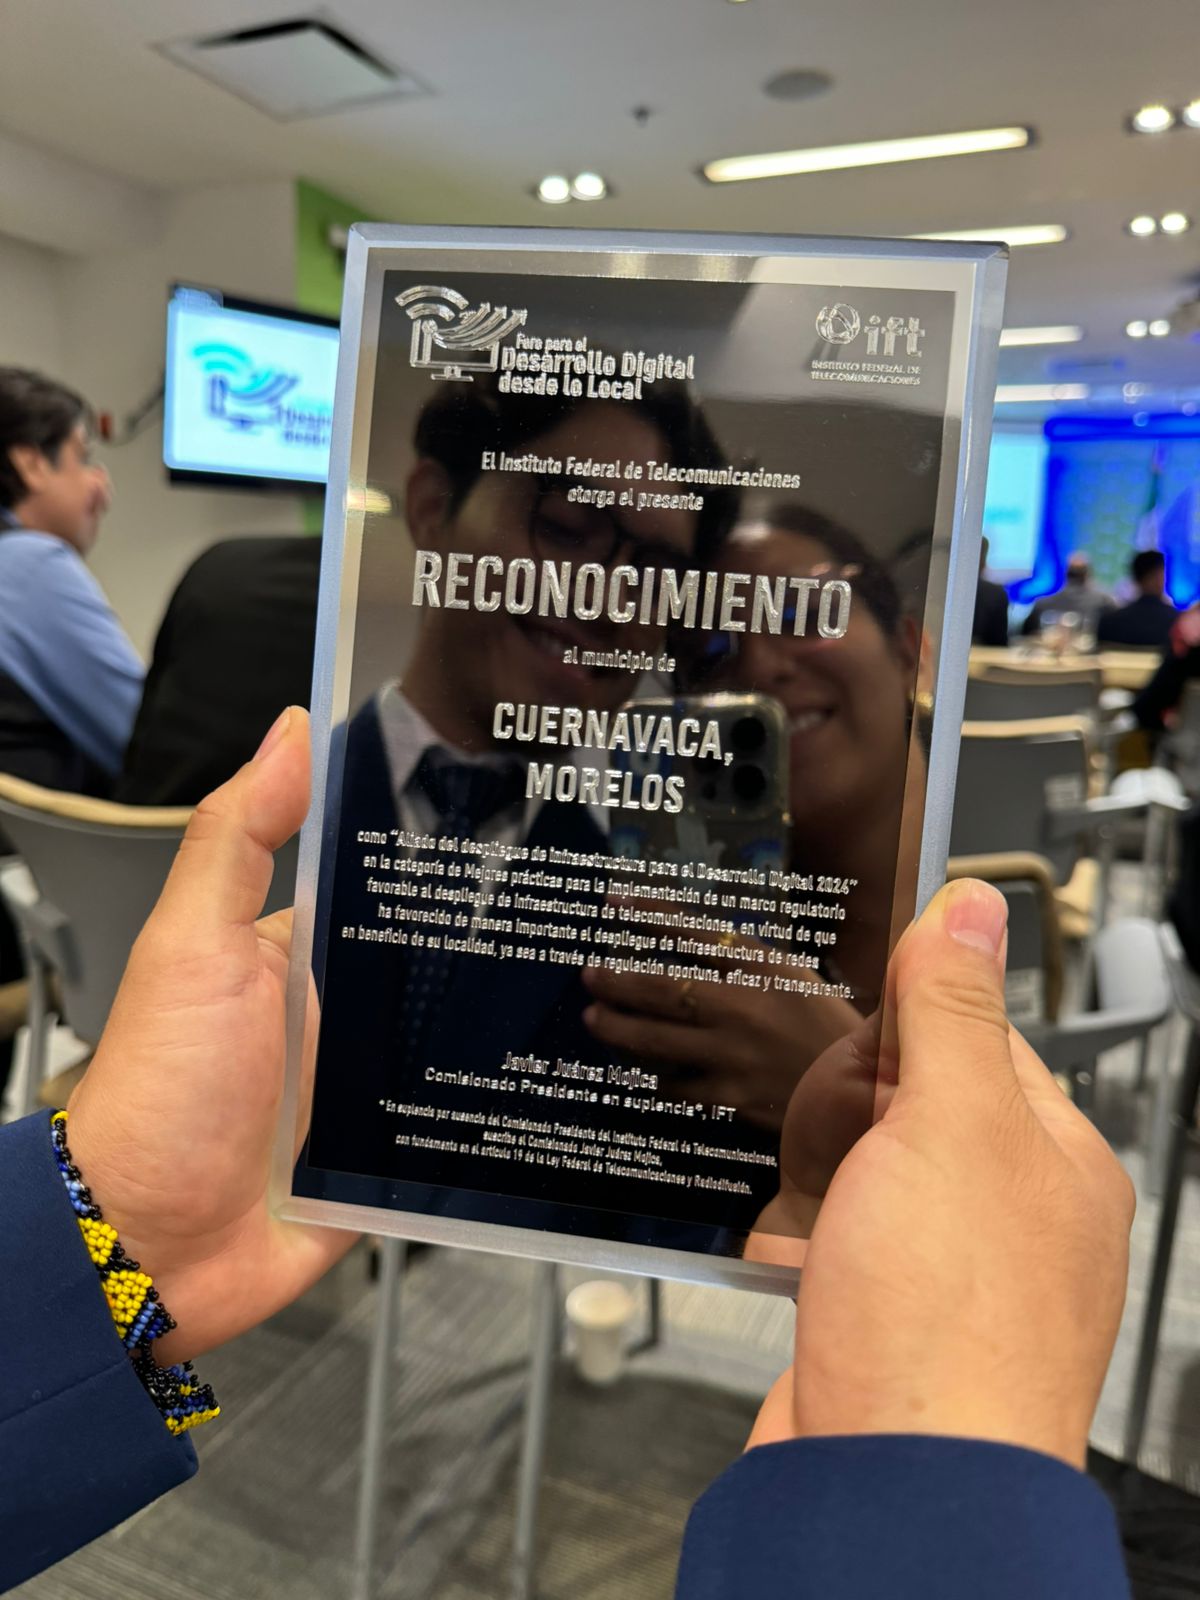 Foro para el
Desarrollo Digital
desde lo Local
ift
INSTITUTO FEDERAL DE
TELECOMUNICACIONES
El Instituto Federal de Telecomunicaciones
otorga el presente
RECONOCIMIENTO
al municipio de
CUERNAVACA,
MORELOS
como "Aliado del despliegue de infraestructura para el Desarrollo Digital 2024"
en la categoría de Mejores prácticas para la implementación de un marco regulatorio
favorable al despliegue de infraestructura de telecomunicaciones, en virtud de que
ha favorecido de manera importante el despliegue de infraestructura de redes
en beneficio de su localidad, ya sea a través de regulación oportuna, eficaz y transparente.
Javier Juárez Mojica
Comisionado Presidente en suplencia*, IFT
* En suplencia por ausencia del Comisionado Presidente del Instituto Federal de Telecomunicaciones,
suscribe el Comisionado Javier Juárez Mojica,
con fundamento en el artículo 19 de la Ley Federal de Telecomunicaciones y Radiodifusión.